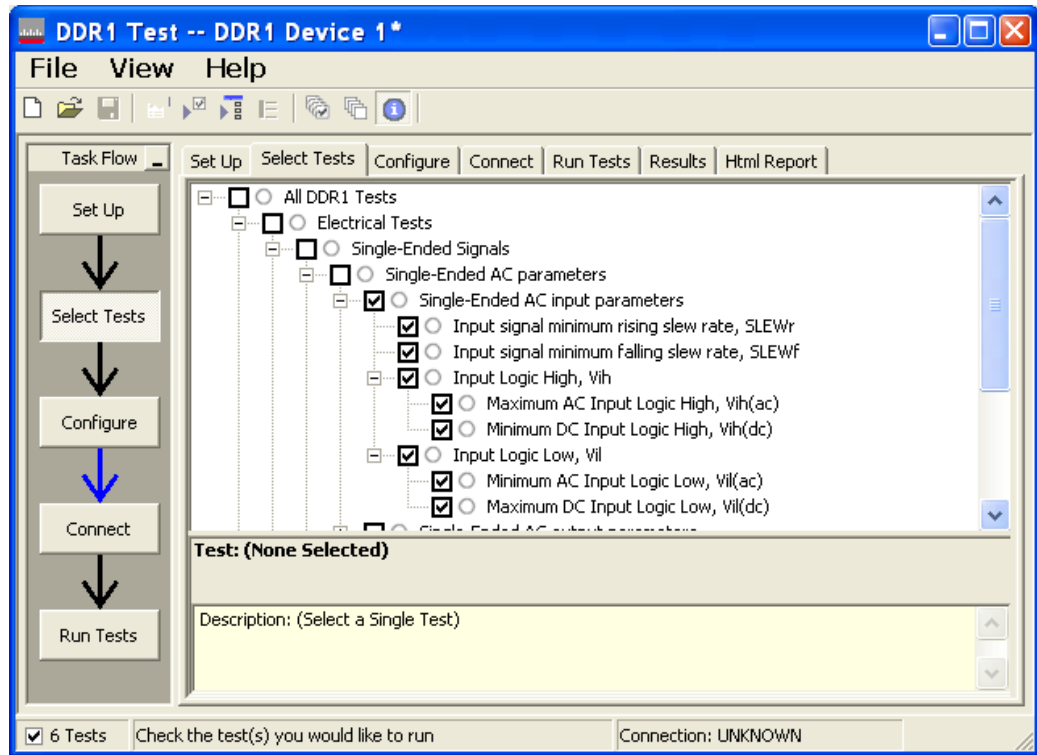 DDR1 Test -- DDR1 Device 1*
File View Help
Task Flow
Set Up Select Tests Configure Connect Run Tests Results Html Report
Set Up
Select Tests
Configure
Connect
Run Tests
All DDR1 Tests
Electrical Tests
Single-Ended Signals
Single-Ended AC parameters
Single-Ended AC input parameters
Input signal minimum rising slew rate, SLEWr
Input signal minimum falling slew rate, SLEWf
Input Logic High, Vih
Maximum AC Input Logic High, Vih(ac)
Minimum DC Input Logic High, Vih(dc)
Input Logic Low, Vil
Minimum AC Input Logic Low, Vil(ac)
Maximum DC Input Logic Low, Vil(dc)
Single-Ended AC output parameters
Test: (None Selected)
Description: (Select a Single Test)
6 Tests Check the test(s) you would like to run Connection: UNKNOWN